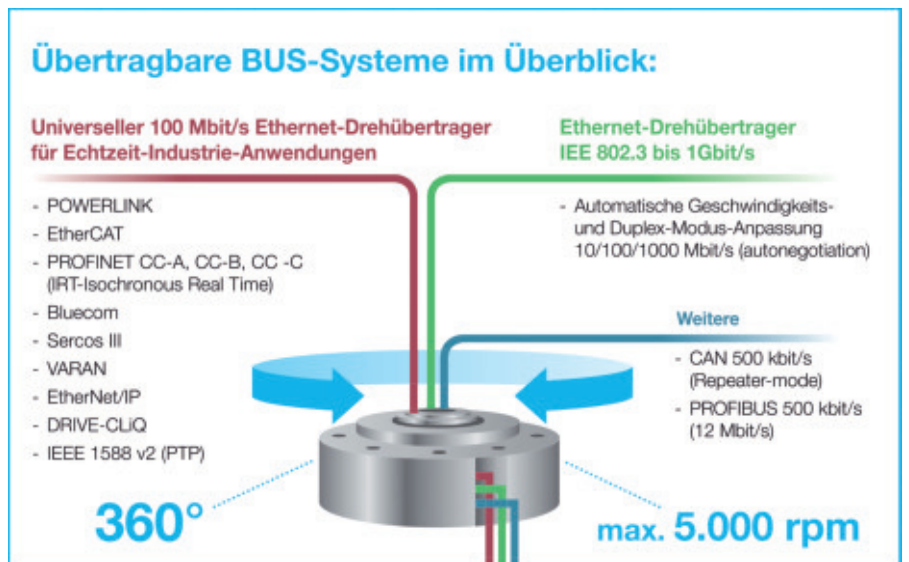 Übertragbare BUS-Systeme im Überblick:
Universeller 100 Mbit/s Ethernet-Drehübertrager
für Echtzeit-Industrie-Anwendungen
- POWERLINK
- EtherCAT
- PROFINET CC-A, CC-B, CC -C
(IRT-Isochronous Real Time)
- Bluecom
- Sercos III
- VARAN
- EtherNet/IP
- DRIVE-CLiQ
- IEEE 1588 v2 (PTP)
Ethernet-Drehübertrager
IEE 802.3 bis 1Gbit/s
- Automatische Geschwindigkeits-
und Duplex-Modus-Anpassung
10/100/1000 Mbit/s (autonegotiation)
Weitere
- CAN 500 kbit/s
(Repeater-mode)
- PROFIBUS 500 kbit/s
(12 Mbit/s)
360°
max. 5.000 rpm